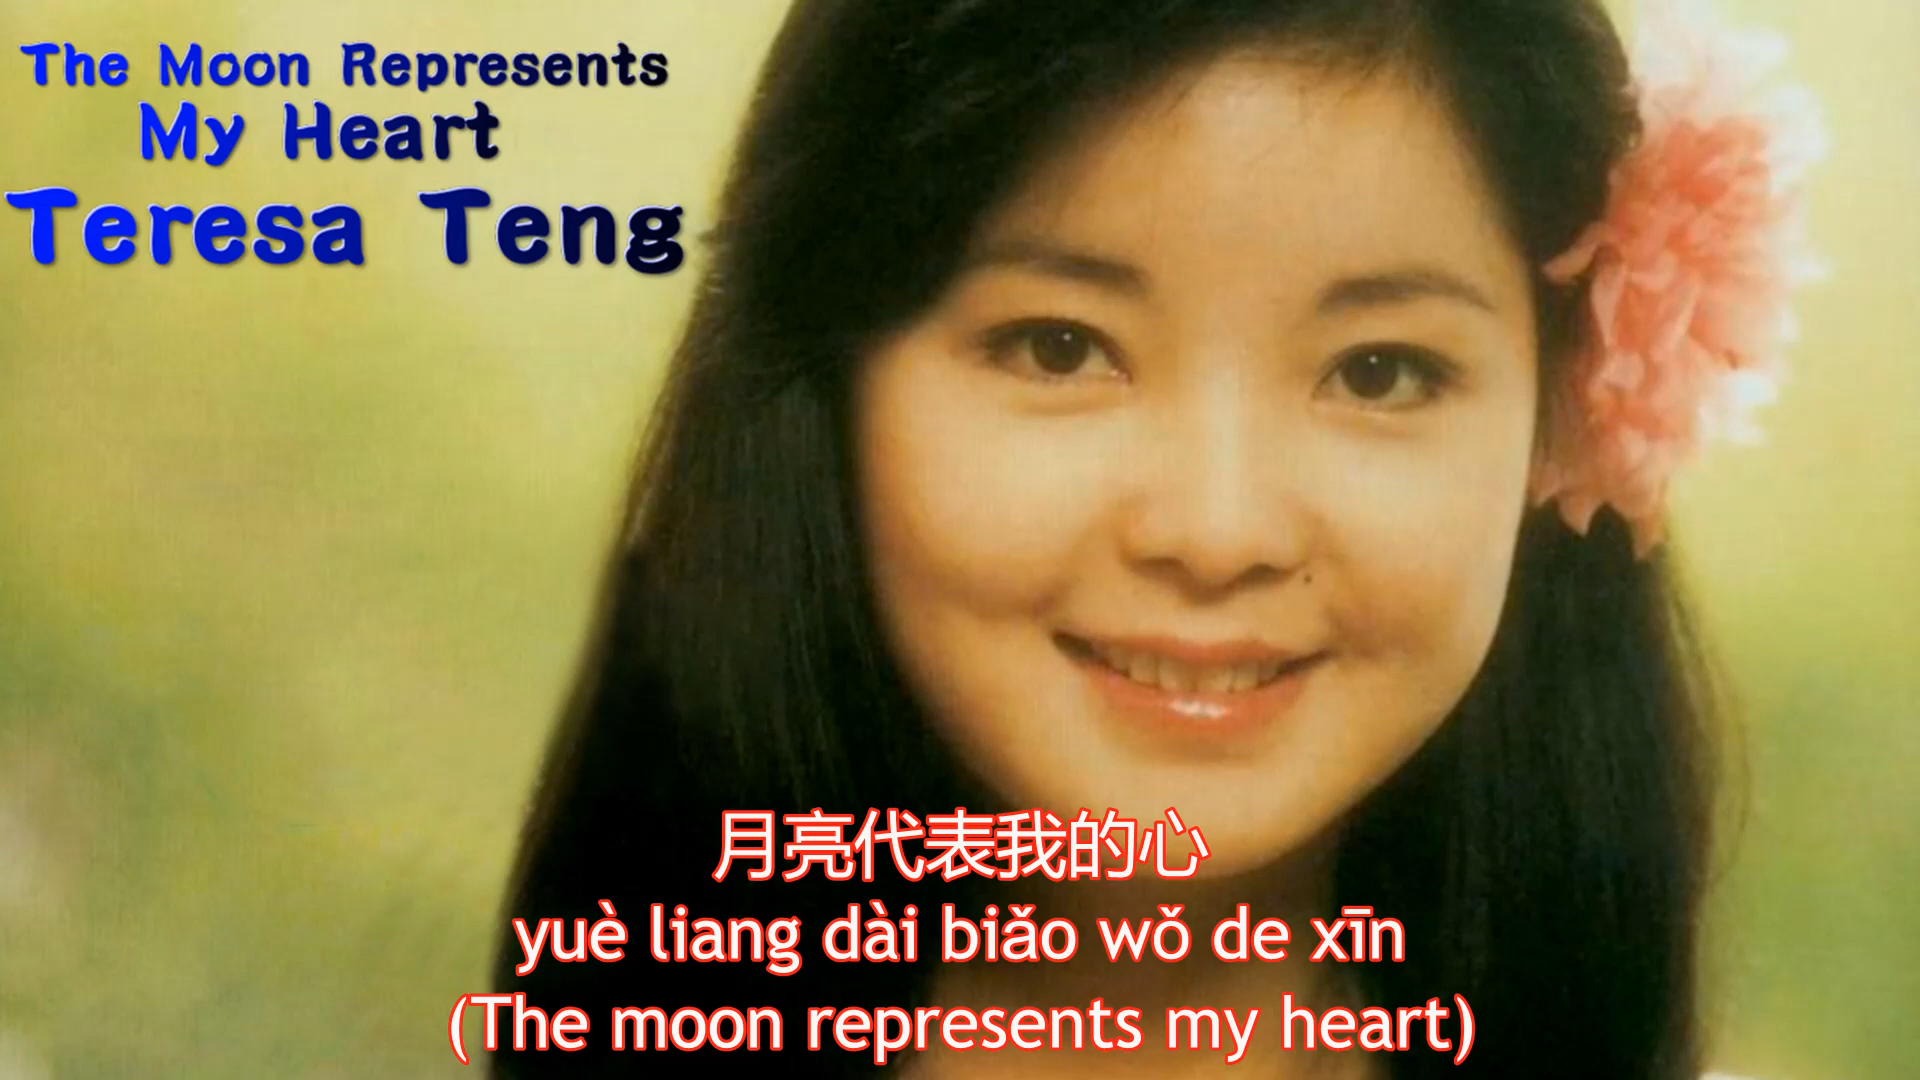 The Moon Represents
My Heart
Teresa Teng
月亮代表我的心
yuè liang dài biǎo wǒ de xīn
(The moon represents my heart)